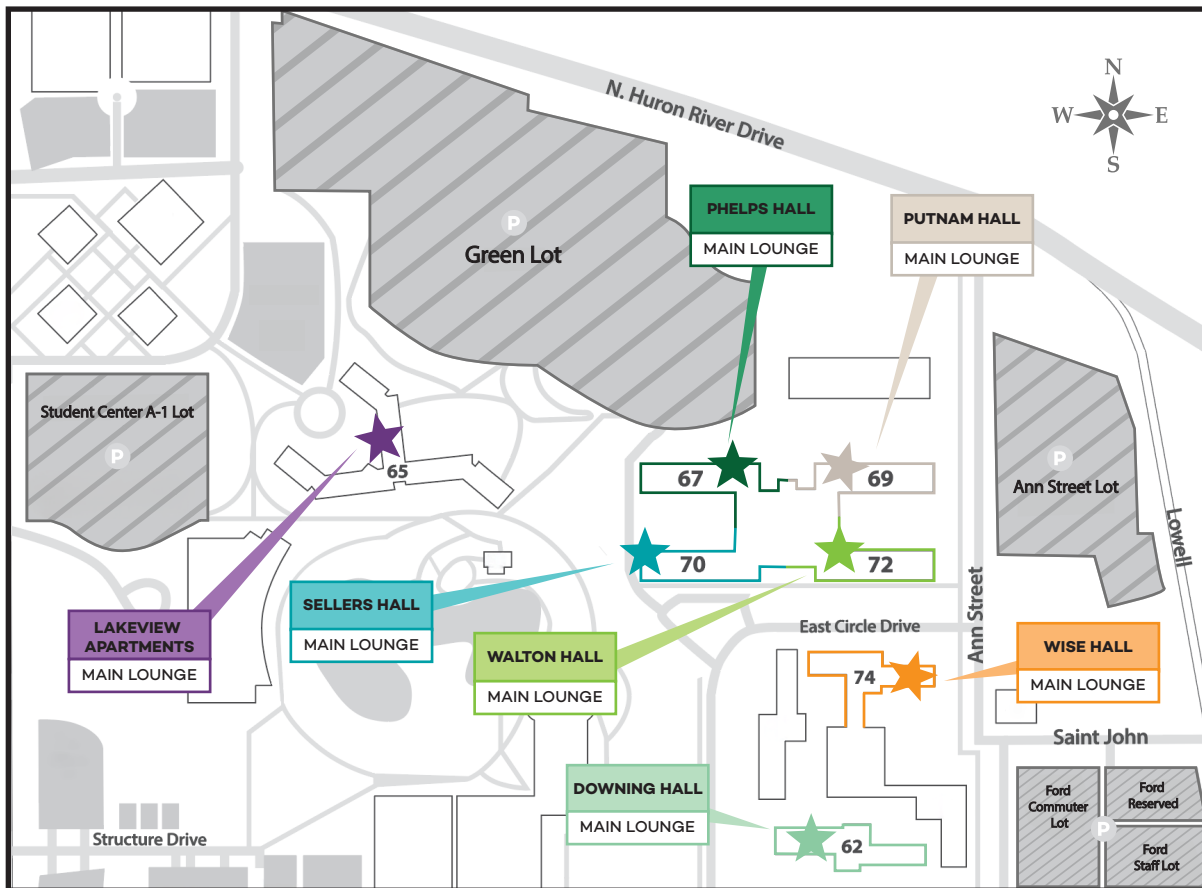 N. Huron River Drive
N
W
E
S
P
Green Lot
PHELPS HALL
MAIN LOUNGE
PUTNAM HALL
MAIN LOUNGE
Student Center A-1 Lot
P
65
67
69
P
Ann Street Lot
Lowell
70
72
LAKEVIEW
APARTMENTS
MAIN LOUNGE
SELLERS HALL
MAIN LOUNGE
WALTON HALL
MAIN LOUNGE
East Circle Drive
Ann Street
74
WISE HALL
MAIN LOUNGE
Saint John
DOWNING HALL
MAIN LOUNGE
62
Structure Drive
Ford
Commuter
Lot
Ford
Reserved
P
Ford
Staff Lot